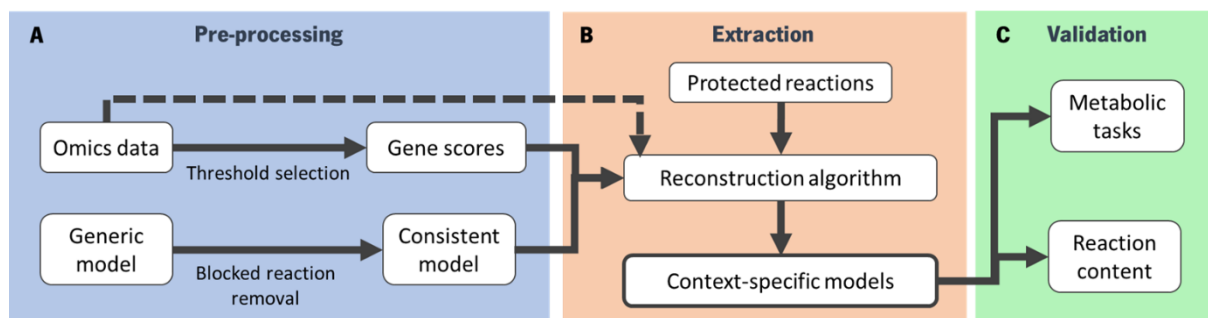 A Pre-processing
Omics data
Threshold selection
Gene scores
Generic
model
Blocked reaction
removal
Consistent
model
B Extraction
Protected reactions
Reconstruction algorithm
Context-specific models
C Validation
Metabolic
tasks
Reaction
content